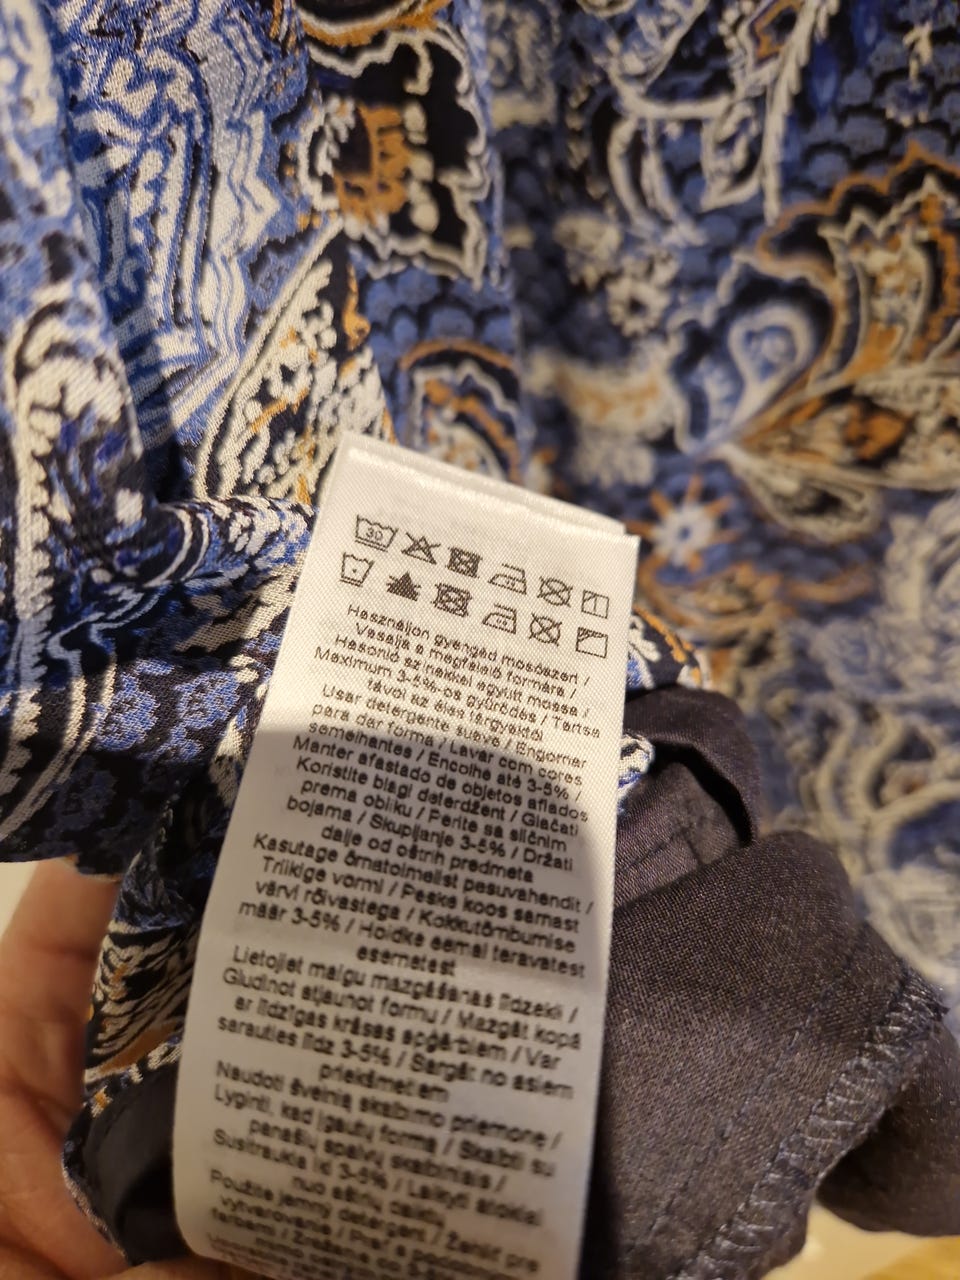 30
Használjon gyengéd mosószert /
Vasalja a megfelelő formára /
Hasonló színekkel együtt mossa /
Maximum 3-5%-os gyűrődés / Tartsa
távol az éles tárgyaktól
Usar detergente suave / Engomar
para dar forma / Lavar com cores
semelhantes / Encolhe até 3-5% /
Manter afastado de objetos afiados
Koristite blagi deterdžent / Glačati
prema obliku / Perite sa sličnim
bojama / Skupljanje 3-5% / Držati
dalje od oštrih predmeta
Kasutage õrnatoimelist pesuvahendit /
Triikige vormi / Peske koos sarnast
värvi rõivastega / Kokkutõmbumise
määr 3-5% / Hoidke eemal teravatest
esemetest
Lietojiet maigu mazgāšanas līdzekli /
Gludinot atjaunot formu / Mazgāt kopā
ar līdzīgas krāsas apģērbiem / Var
sarauties līdz 3-5% / Sargāt no asiem
priekšmetiem
Naudoti švelnią skalbimo priemonę /
Lyginti, kad įgautų formą / Skalbti su
panašių spalvų skalbiniais /
Susitraukia iki 3-5% / Laikyti atokiai
nuo aštrių daiktų
Použite jemný detergent / Žehliť pre
vytvarovanie / Prať s podobnými
farbami / Zrážanie